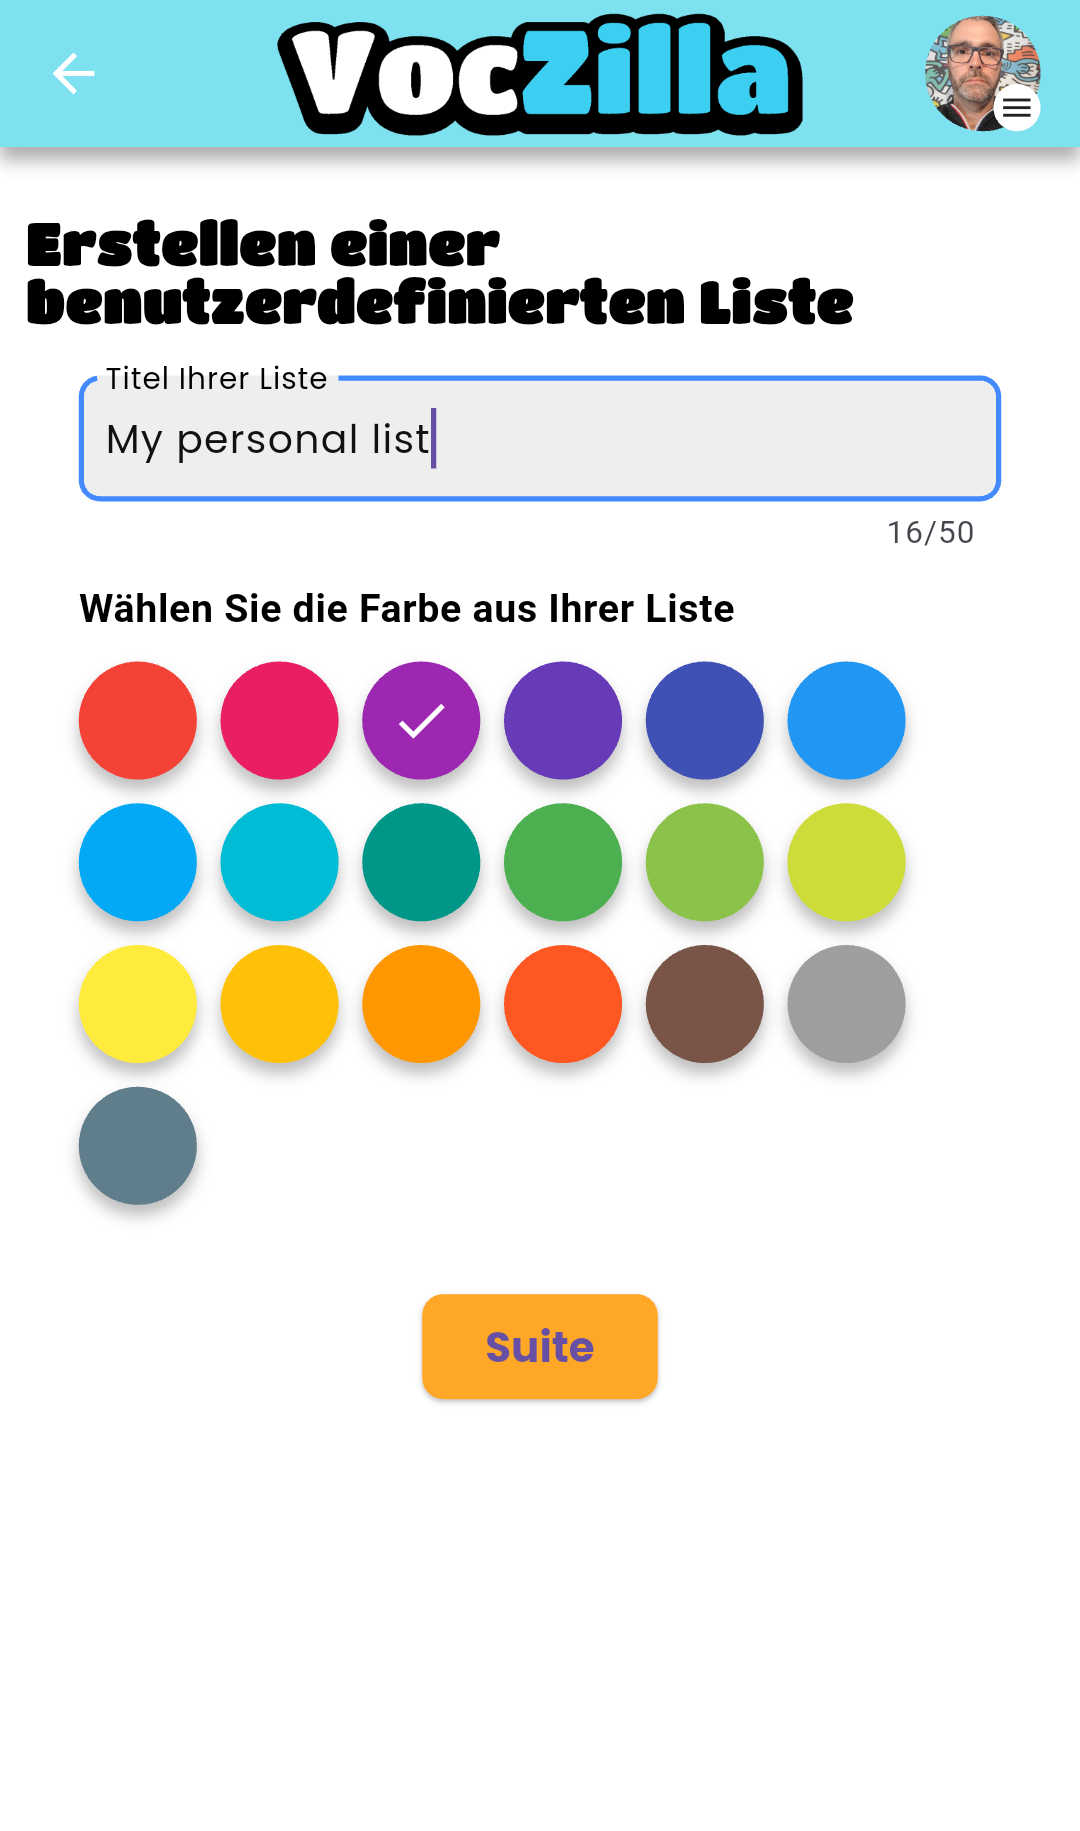 VocZilla
Erstellen einer
benutzerdefinierten Liste
Titel Ihrer Liste
My personal list
16/50
Wählen Sie die Farbe aus Ihrer Liste
Suite